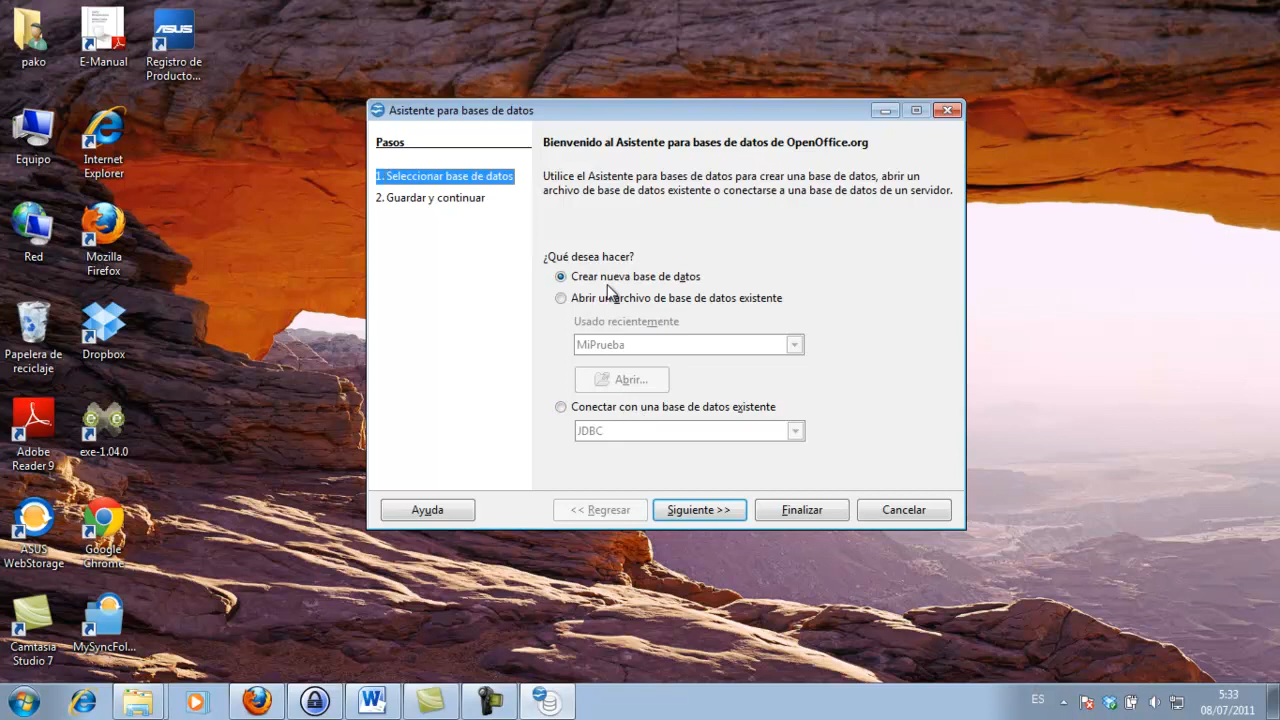 pako
E-Manual
ASUS
Registro de
Producto...
Equipo
Internet
Explorer
Red
Mozilla
Firefox
Papelera de
reciclaje
Dropbox
Adobe
Reader 9
exe-1.04.0
ASUS
WebStorage
Google
Chrome
Camtasia
Studio 7
MySyncFol...
Asistente para bases de datos
Pasos
1. Seleccionar base de datos
2. Guardar y continuar
Bienvenido al Asistente para bases de datos de OpenOffice.org
Utilice el Asistente para bases de datos para crear una base de datos, abrir un
archivo de base de datos existente o conectarse a una base de datos de un servidor.
¿Qué desea hacer?
Crear nueva base de datos
Abrir un archivo de base de datos existente
Usado recientemente
MiPrueba
Abrir...
Conectar con una base de datos existente
JDBC
Ayuda
<< Regresar
Siguiente >>
Finalizar
Cancelar
ES
5:33
08/07/2011